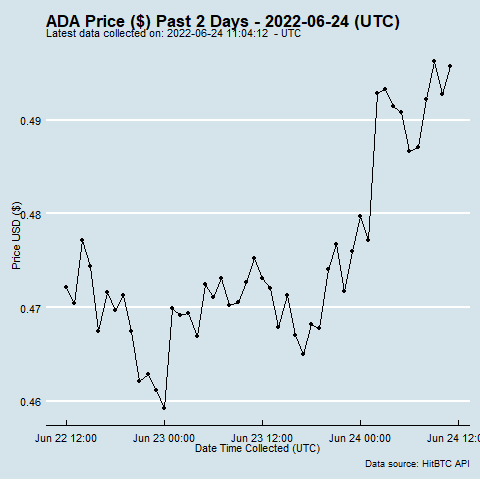 ADA Price ($) Past 2 Days - 2022-06-24 (UTC)
Latest data collected on: 2022-06-24 11:04:12 - UTC
Price USD ($)
0.49
0.48
0.47
0.46
Jun 22 12:00 Jun 23 00:00 Jun 23 12:00 Jun 24 00:00 Jun 24 12:00
Date Time Collected (UTC)
Data source: HitBTC API